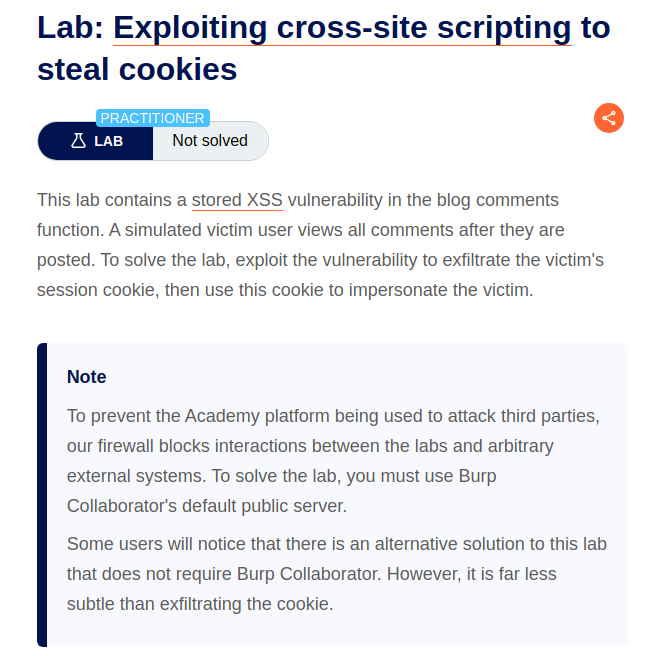 Lab: Exploiting cross-site scripting to
steal cookies
PRACTITIONER
LAB
Not solved
This lab contains a stored XSS vulnerability in the blog comments
function. A simulated victim user views all comments after they are
posted. To solve the lab, exploit the vulnerability to exfiltrate the victim's
session cookie, then use this cookie to impersonate the victim.
Note
To prevent the Academy platform being used to attack third parties,
our firewall blocks interactions between the labs and arbitrary
external systems. To solve the lab, you must use Burp
Collaborator's default public server.
Some users will notice that there is an alternative solution to this lab
that does not require Burp Collaborator. However, it is far less
subtle than exfiltrating the cookie.